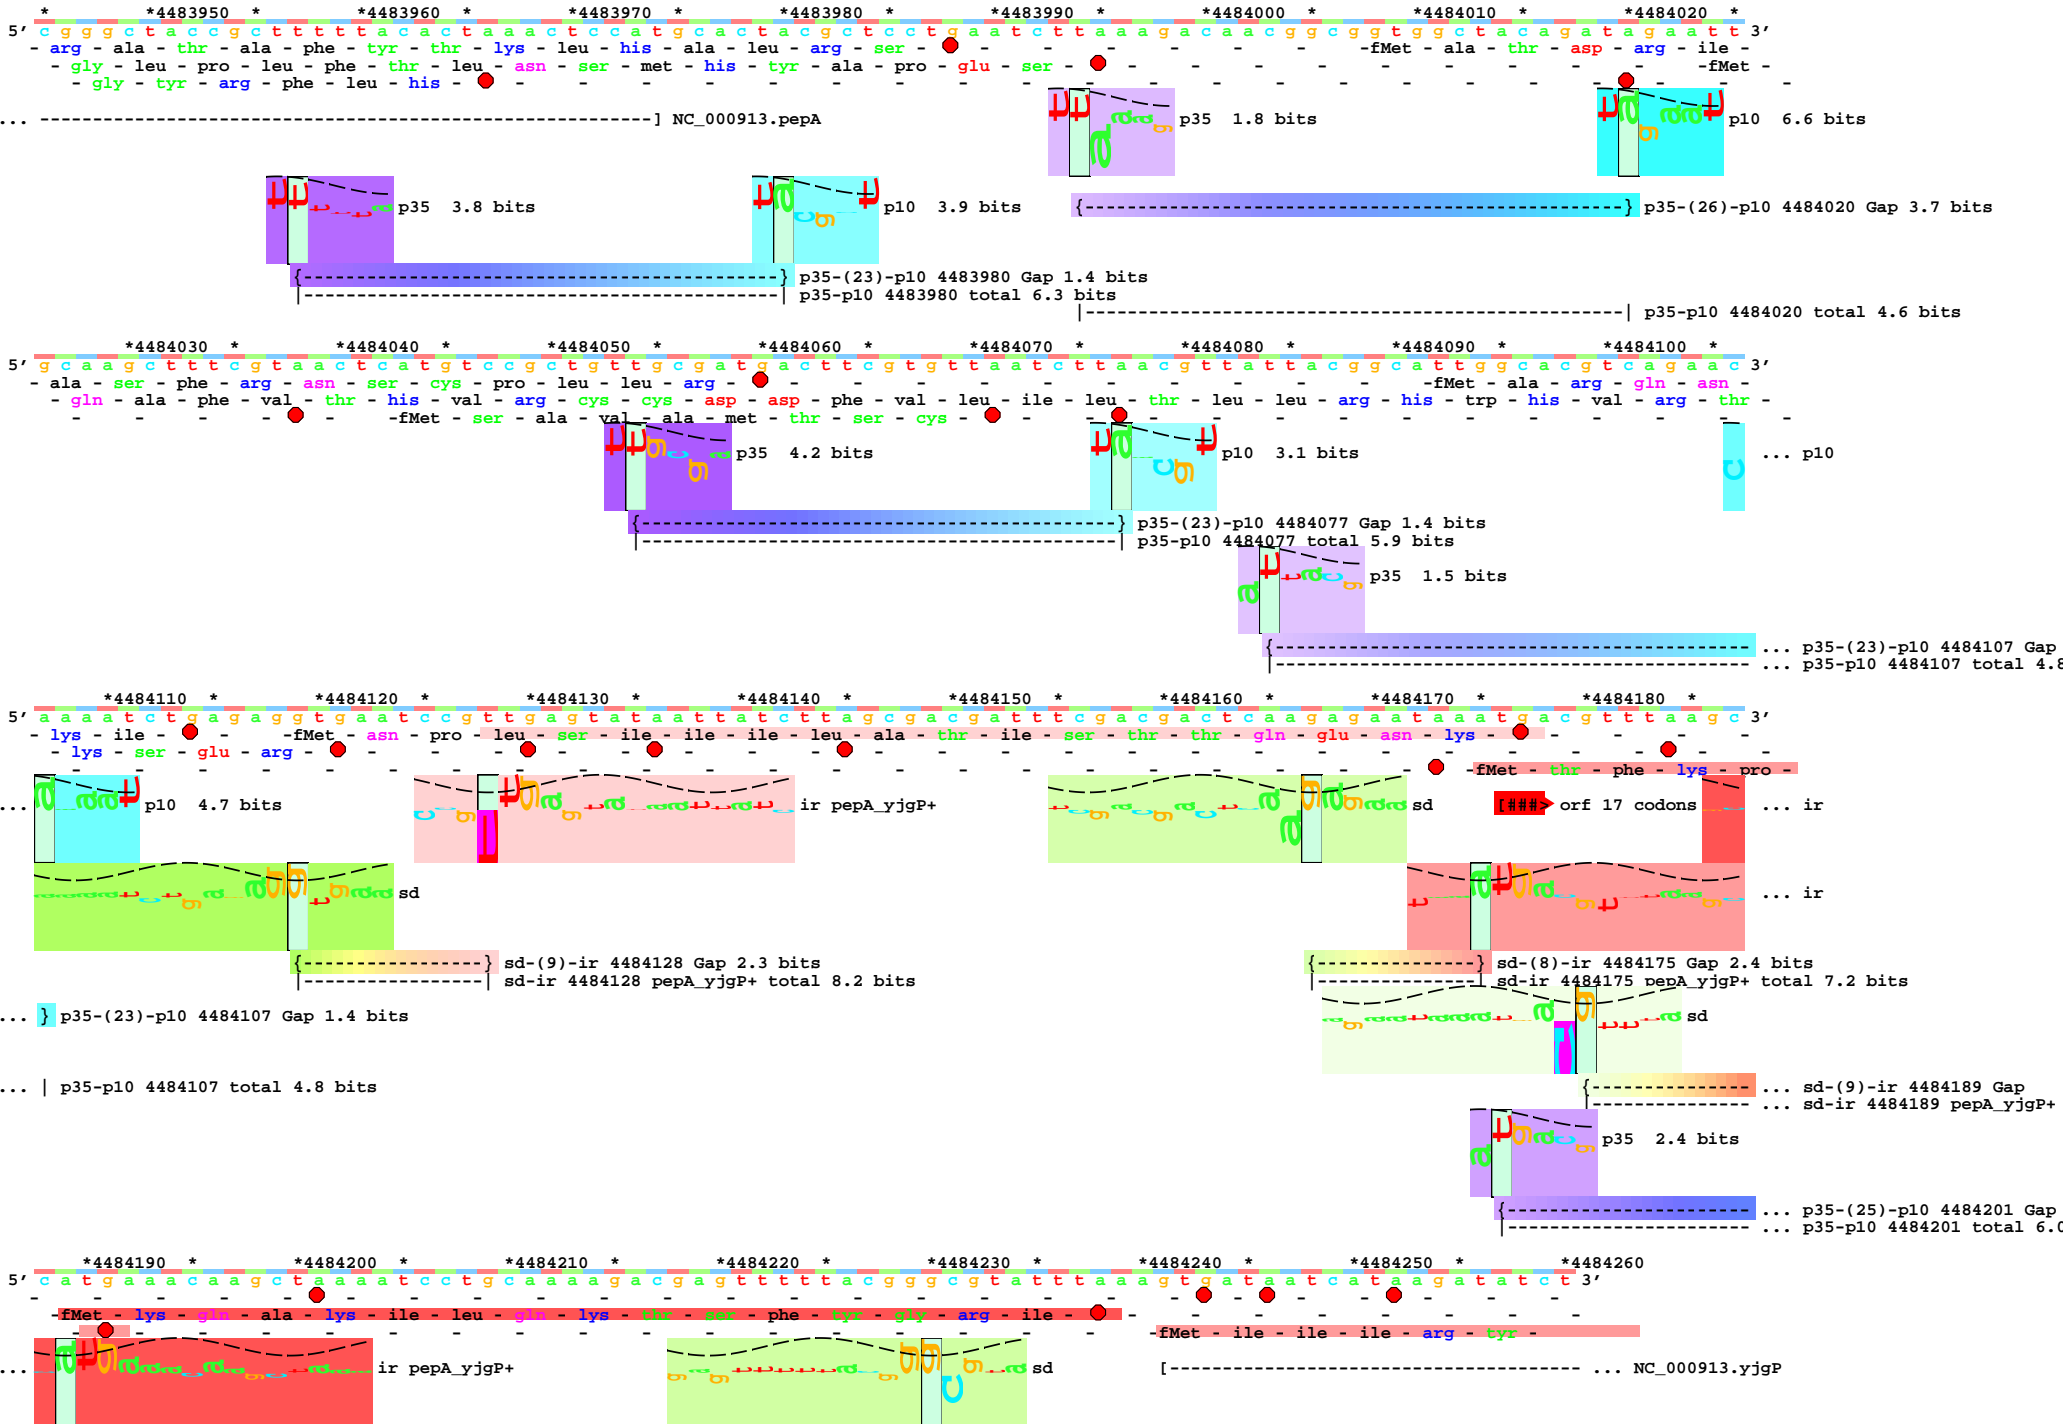 * *4483950 * *4483960 * *4483970 * *4483980 * *4483990 * *4484000 * *4484010 * *4484020 *
5' c g g g c t a c c g c t t t t t a c a c t a a a c t c c a t g c a c t a c g c t c c t g a a t c t t a a a g a c a a c g g c g g t g g c t a c a g a t a g a a t t 3'
- arg - ala - thr - ala - phe - tyr - thr - lys - leu - his - ala - leu - arg - ser - - - - - - - -fMet - ala - thr - asp - arg - ile -
- gly - leu - pro - leu - phe - thr - leu - asn - ser - met - his - tyr - ala - pro - glu - ser - - - - - - - - - - -fMet -
- gly - tyr - arg - phe - leu - his - - - - - - - - - - - - - - - - - - -
... ---------------------------------------------------------] NC_000913.pepA
t t a a a g p35 1.8 bits
t a g a a t p10 6.6 bits
t t t t t a p35 3.8 bits
t a c g t p10 3.9 bits
{--------------------------------------------------} p35-(26)-p10 4484020 Gap 3.7 bits
{---------------------------------------------} p35-(23)-p10 4483980 Gap 1.4 bits
|---------------------------------------------| p35-p10 4483980 total 6.3 bits
|--------------------------------------------------| p35-p10 4484020 total 4.6 bits
*4484030 * *4484040 * *4484050 * *4484060 * *4484070 * *4484080 * *4484090 * *4484100 *
5' g c a a g c t t t c g t a a c t c a t g t c c g c t g t t g c g a t g a c t t c g t g t t a a t c t t a a c g t t a t t a c g g c a t t g g c a c g t c a g a a c 3'
- ala - ser - phe - arg - asn - ser - cys - pro - leu - leu - arg - - - - - - - - - - -fMet - ala - arg - gln - asn -
- gln - ala - phe - val - thr - his - val - arg - cys - cys - asp - asp - phe - val - leu - ile - leu - thr - leu - leu - arg - his - trp - his - val - arg - thr -
- - - - -fMet - ser - ala - val - ala - met - thr - ser - cys - - - - - - - - - - -
t t g c g a p35 4.2 bits
t a c g t p10 3.1 bits
c ... p10
{---------------------------------------------} p35-(23)-p10 4484077 Gap 1.4 bits
|---------------------------------------------| p35-p10 4484077 total 5.9 bits
a t t a c g p35 1.5 bits
{--------------------------------------------- ... p35-(23)-p10 4484107 Gap
|--------------------------------------------- ... p35-p10 4484107 total 4.8
*4484110 * *4484120 * *4484130 * *4484140 * *4484150 * *4484160 * *4484170 * *4484180 *
5' a a a a t c t g a g a g g t g a a t c c g t t g a g t a t a a t t a t c t t a g c g a c g a t t t c g a c g a c t c a a g a g a a t a a a t g a c g t t t a a g c 3'
- lys - ile - - -fMet - asn - pro - leu - ser - ile - ile - ile - leu - ala - thr - ile - ser - thr - thr - gln - glu - asn - lys - - - - -
- lys - ser - glu - arg - - - - - - - - - - - - - - - - - -
- - - - - - - - - - - - - - - - - - - - -fMet - thr - phe - lys - pro -
... a a a t p10 4.7 bits
ir pepA_yjgP+
sd
[###> orf 17 codons
... ir
sd
... ir
{---------------} sd-(9)-ir 4484128 Gap 2.3 bits
|---------------| sd-ir 4484128 pepA_yjgP+ total 8.2 bits
{--------------} sd-(8)-ir 4484175 Gap 2.4 bits
|--------------| sd-ir 4484175 pepA_yjgP+ total 7.2 bits
... } p35-(23)-p10 4484107 Gap 1.4 bits
sd
... | p35-p10 4484107 total 4.8 bits
{--------------- ... sd-(9)-ir 4484189 Gap
|--------------- ... sd-ir 4484189 pepA_yjgP+
a t g a c g p35 2.4 bits
{----------------------- ... p35-(25)-p10 4484201 Gap
|----------------------- ... p35-p10 4484201 total 6.0
*4484190 * *4484200 * *4484210 * *4484220 * *4484230 * *4484240 * *4484250 * *4484260
5' c a t g a a a c a a g c t a a a a t c c t g c a a a a g a c g a g t t t t t a c g g g c g t a t t t a a a g t g a t a a t c a t a a g a t a t c t 3'
- - - - - - - - - - - - - - - - - - - - - -
-fMet - lys - gln - ala - lys - ile - leu - gln - lys - thr - ser - phe - tyr - gly - arg - ile - - - - - - - -
- - - - - - - - - - - - - - - - -fMet - ile - ile - ile - arg - tyr -
... ir pepA_yjgP+
sd
[--------------------------------------- ... NC_000913.yjgP